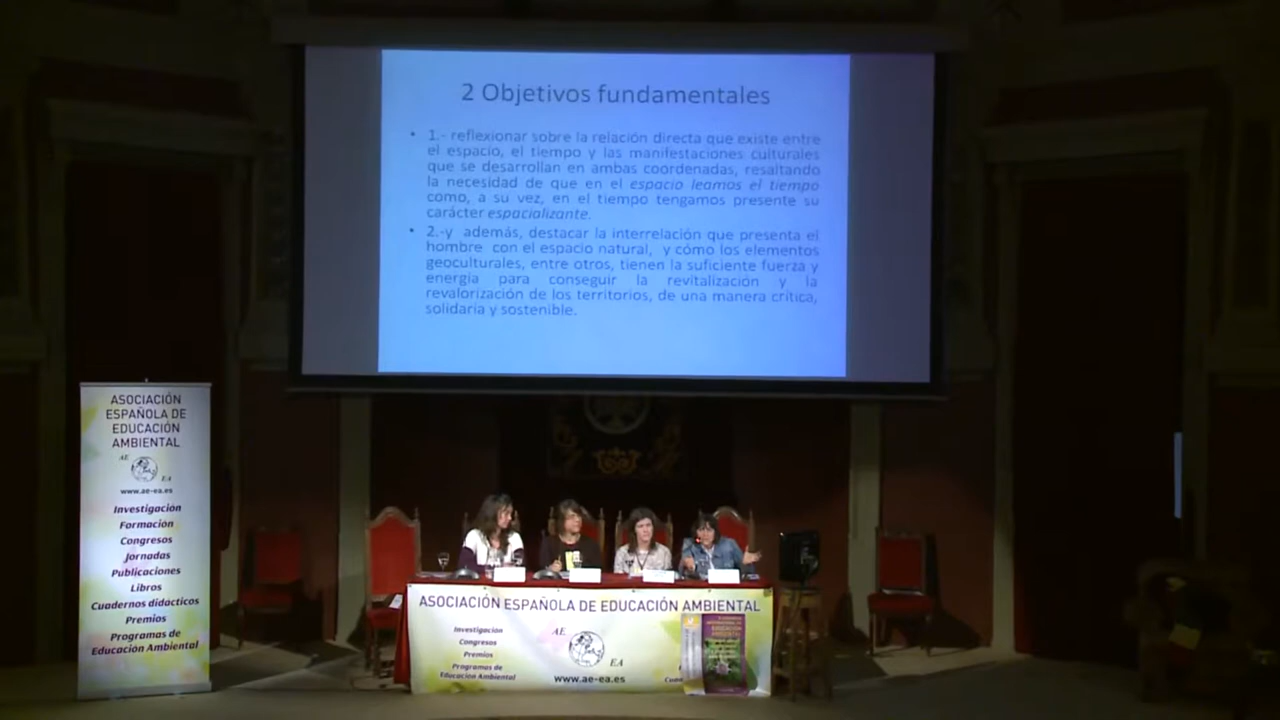 2 Objetivos fundamentales
• 1.- reflexionar sobre la relación directa que existe entre
el espacio, el tiempo y las manifestaciones culturales
que se desarrollan en ambas coordenadas, resaltando
la necesidad de que en el espacio leamos el tiempo
como, a su vez, en el tiempo tengamos presente su
carácter espacializante.
• 2.-y además, destacar la interrelación que presenta el
hombre con el espacio natural, y cómo los elementos
geoculturales, entre otros, tienen la suficiente fuerza y
energía para conseguir la revitalización y la
revalorización de los territorios, de una manera crítica,
solidaria y sostenible.
ASOCIACIÓN
ESPAÑOLA DE
EDUCACIÓN
AMBIENTAL
AE
EA
www.ae-ea.es
Investigación
Formación
Congresos
Jornadas
Publicaciones
Libros
Cuadernos didácticos
Premios
Programas de
Educación Ambiental
ASOCIACIÓN ESPAÑOLA DE EDUCACIÓN AMBIENTAL
Investigación
Congresos
Premios
Programas de
Educación Ambiental
AE
EA
www.ae-ea.es